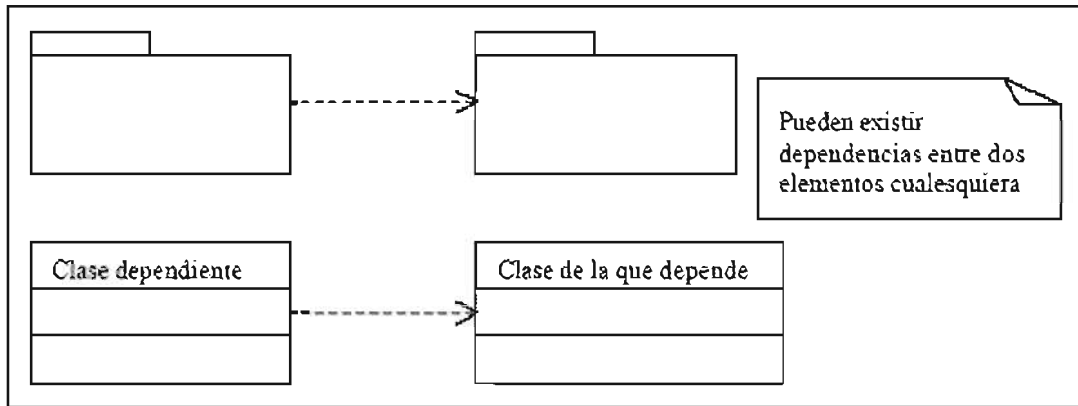 Pueden existir
dependencias entre dos
elementos cualesquiera
Clase dependiente
Clase de la que depende